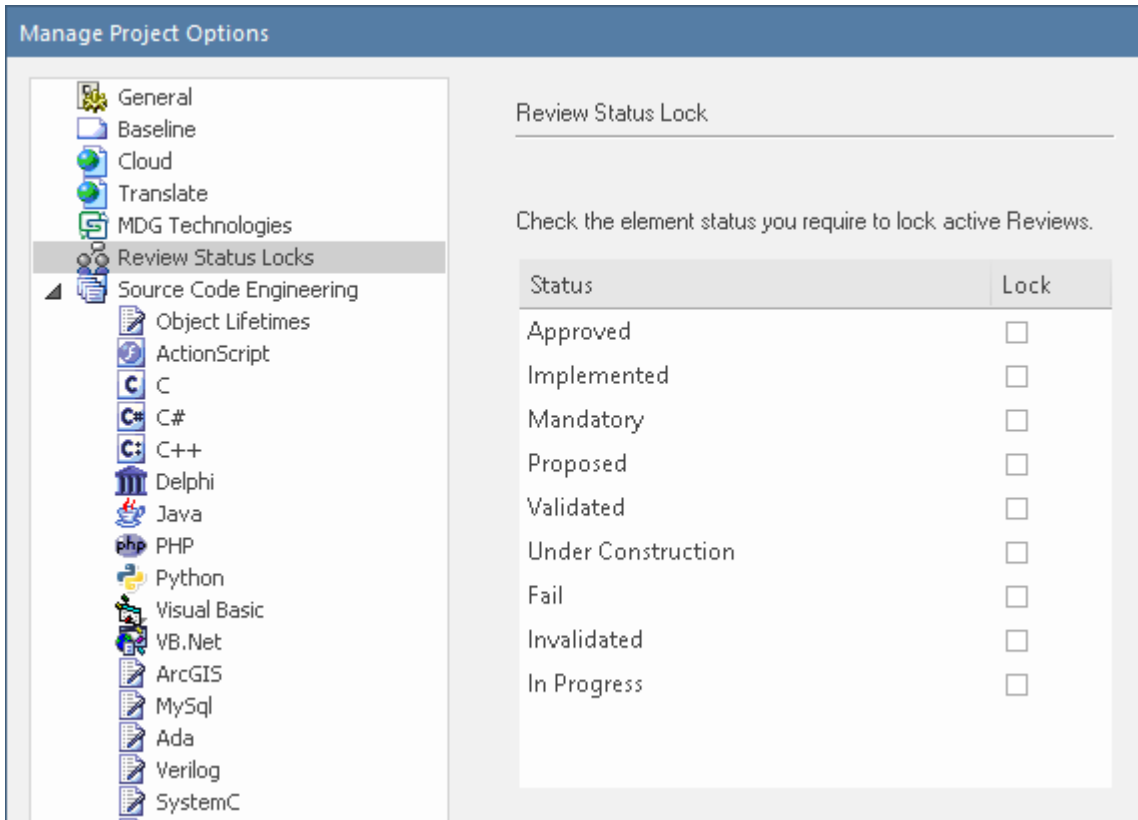 Manage Project Options
General
Baseline
Cloud
Translate
MDG Technologies
Review Status Locks
Source Code Engineering
Object Lifetimes
ActionScript
C C
C# C#
C: C++
Delphi
Java
php PHP
Python
Visual Basic
VB.Net
ArcGIS
MySql
Ada
Verilog
SystemC
Review Status Lock
Check the element status you require to lock active Reviews.
Status Lock
Approved
Implemented
Mandatory
Proposed
Validated
Under Construction
Fail
Invalidated
In Progress